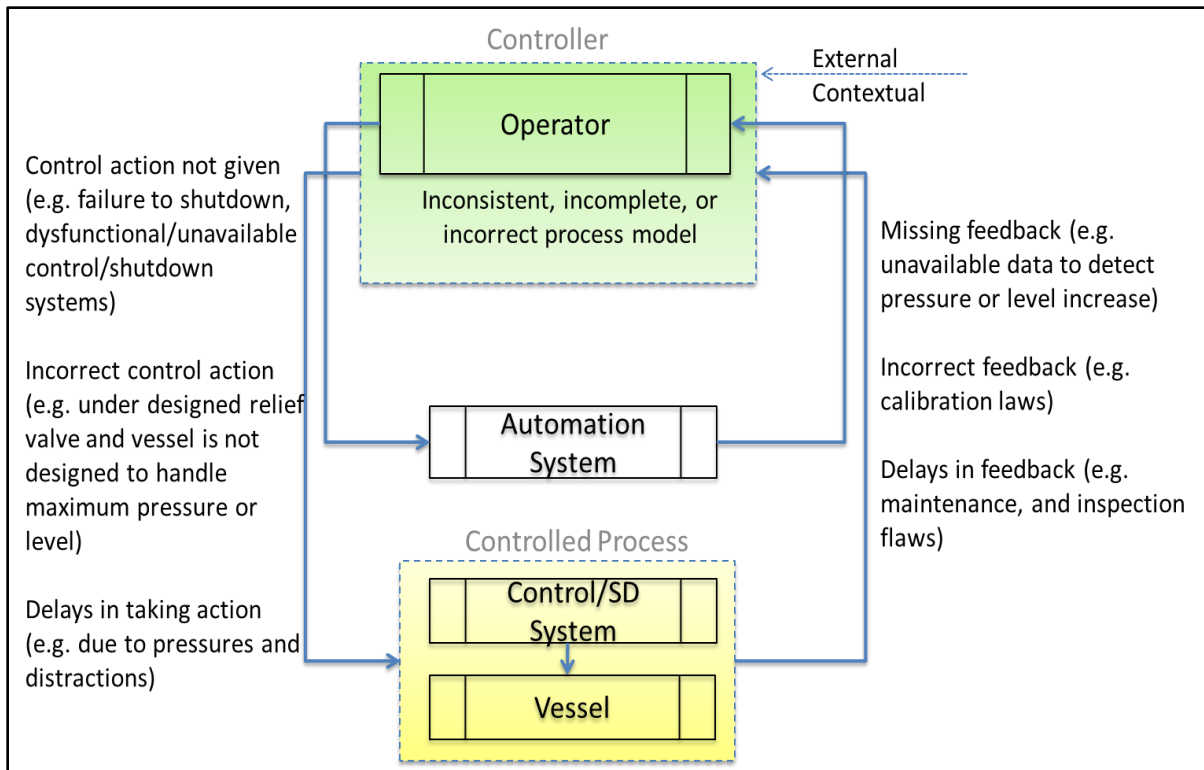 Controller
External
Contextual
Operator
Inconsistent, incomplete, or
incorrect process model
Control action not given
(e.g. failure to shutdown,
dysfunctional/unavailable
control/shutdown
systems)
Incorrect control action
(e.g. under designed relief
valve and vessel is not
designed to handle
maximum pressure or
level)
Delays in taking action
(e.g. due to pressures and
distractions)
Automation
System
Controlled Process
Control/SD
System
Vessel
Missing feedback (e.g.
unavailable data to detect
pressure or level increase)
Incorrect feedback (e.g.
calibration laws)
Delays in feedback (e.g.
maintenance, and inspection
flaws)